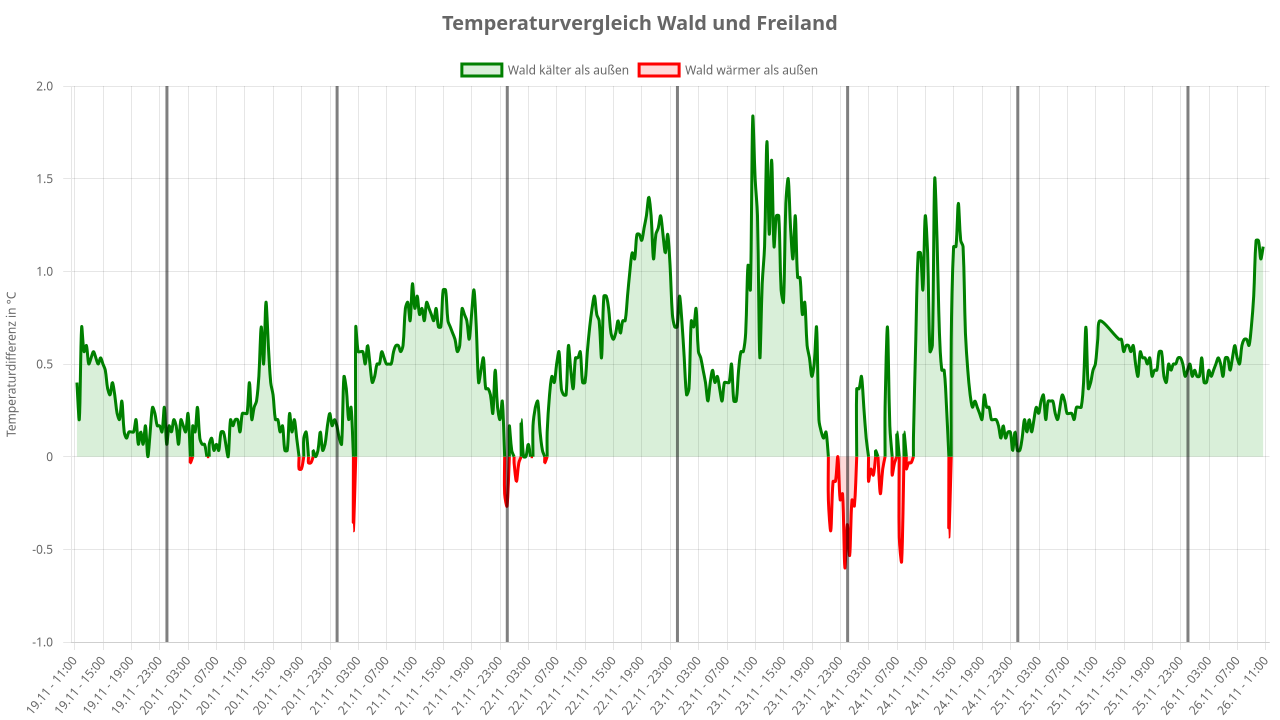 Temperaturvergleich Wald und Freiland
Wald kälter als außen
Wald wärmer als außen
Temperaturdifferenz in °C
2.0
1.5
1.0
0.5
0
-0.5
-1.0
19.11 - 11:00
19.11 - 15:00
19.11 - 19:00
19.11 - 23:00
20.11 - 03:00
20.11 - 07:00
20.11 - 11:00
20.11 - 15:00
20.11 - 19:00
20.11 - 23:00
21.11 - 03:00
21.11 - 07:00
21.11 - 11:00
21.11 - 15:00
21.11 - 19:00
21.11 - 23:00
22.11 - 03:00
22.11 - 07:00
22.11 - 11:00
22.11 - 15:00
22.11 - 19:00
22.11 - 23:00
23.11 - 03:00
23.11 - 07:00
23.11 - 11:00
23.11 - 15:00
23.11 - 19:00
23.11 - 23:00
24.11 - 03:00
24.11 - 07:00
24.11 - 11:00
24.11 - 15:00
24.11 - 19:00
24.11 - 23:00
25.11 - 03:00
25.11 - 07:00
25.11 - 11:00
25.11 - 15:00
25.11 - 19:00
25.11 - 23:00
26.11 - 03:00
26.11 - 07:00
26.11 - 11:00